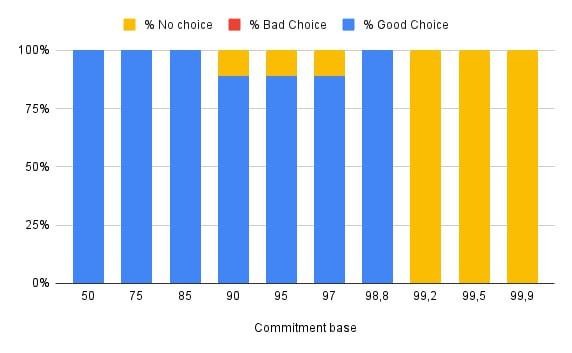 % No choice % Bad Choice % Good Choice
100%
75%
50%
25%
0%
50 75 85 90 95 97 98,8 99,2 99,5 99,9
Commitment base